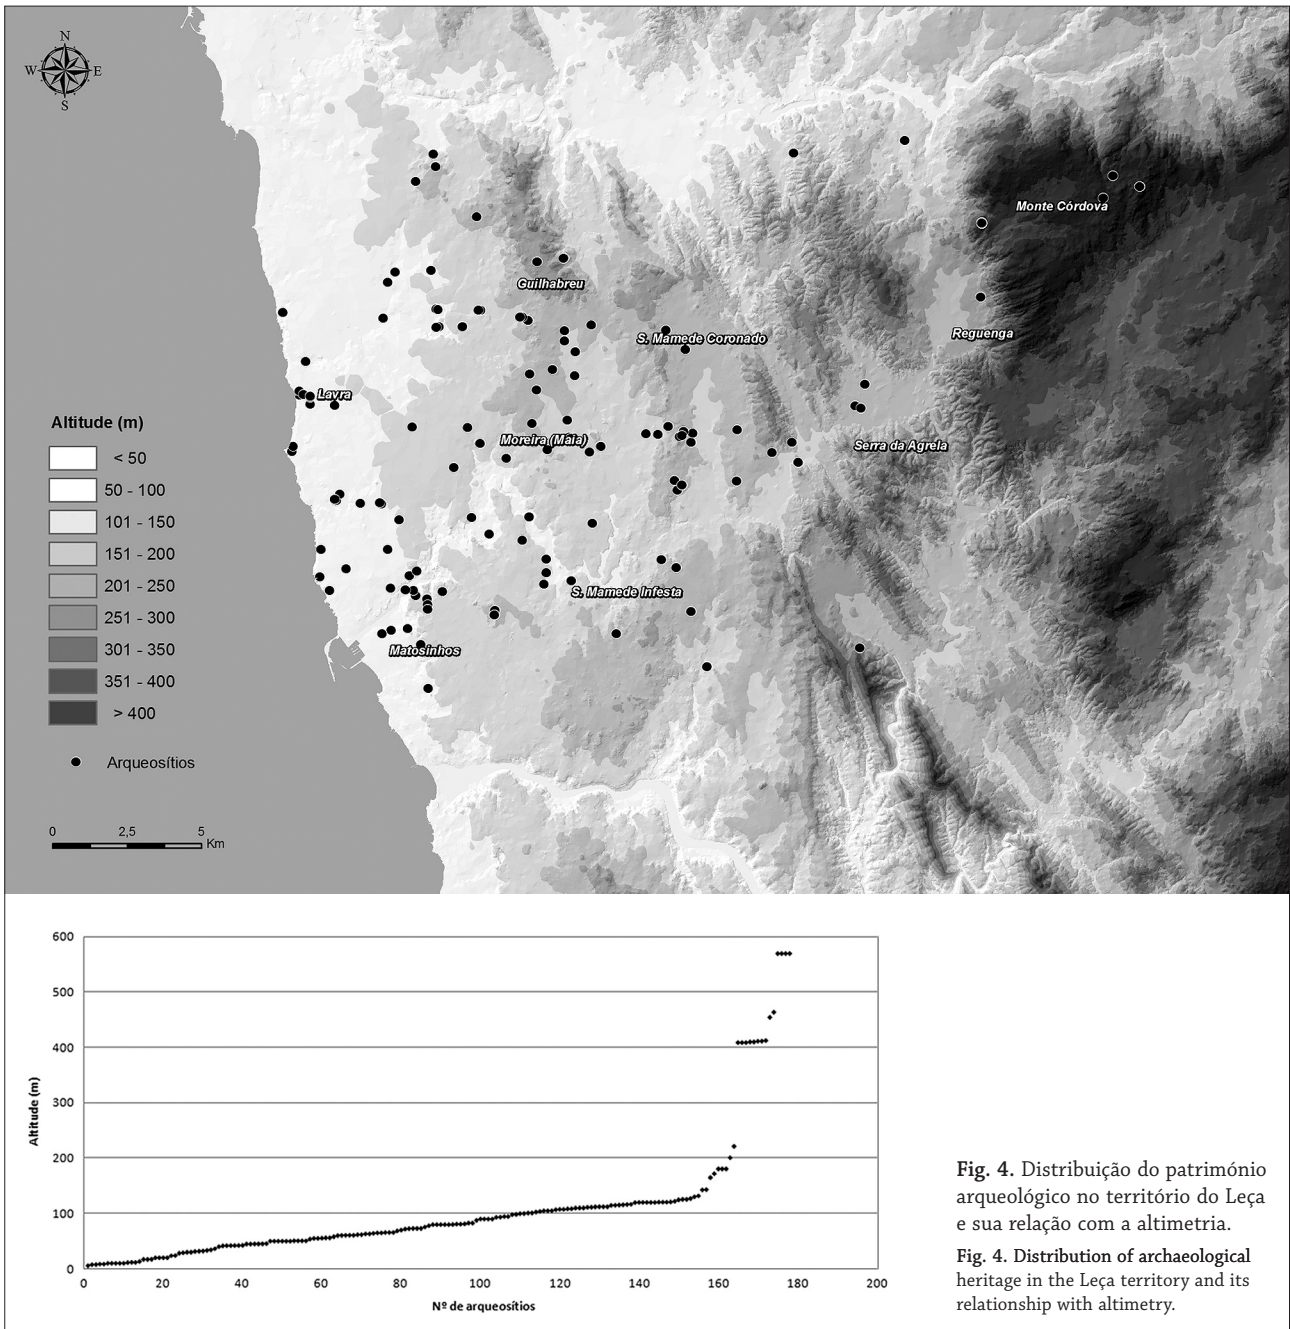 N
W E
S
Monte Córdova
Guilhabreu
S. Mamede Coronado
Reguenga
Lavra
Moreira (Maia)
Serra da Agrela
S. Mamede Infesta
Matosinhos
Altitude (m)
< 50
50 - 100
101 - 150
151 - 200
201 - 250
251 - 300
301 - 350
351 - 400
> 400
Arqueosítios
0 2,5 5
Km
600
500
400
300
200
100
0
Altitude (m)
0 20 40 60 80 100 120 140 160 180 200
Nº de arqueosítios
Fig. 4. Distribuição do património
arqueológico no território do Leça
e sua relação com a altimetria.
Fig. 4. Distribution of archaeological
heritage in the Leça territory and its
relationship with altimetry.